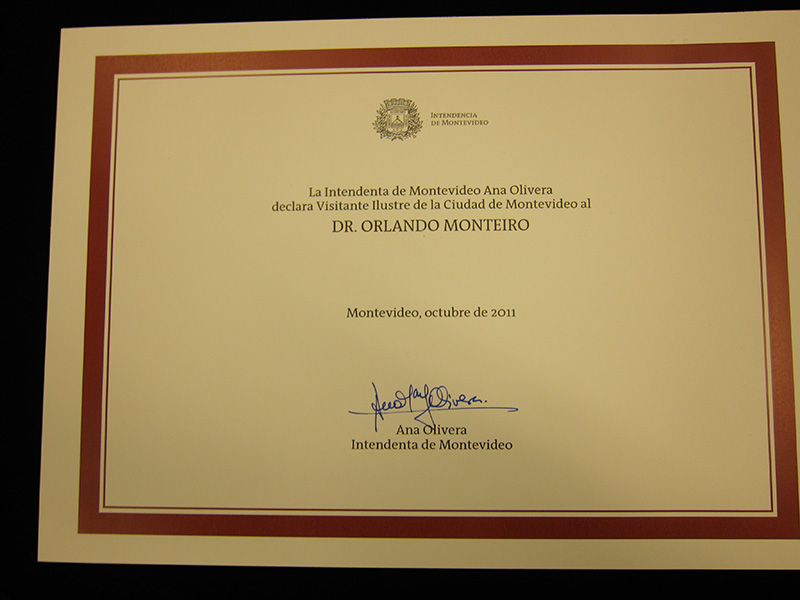 INTENDENCIA
DE MONTEVIDEO
La Intendenta de Montevideo Ana Olivera
declara Visitante Ilustre de la Ciudad de Montevideo al
DR. ORLANDO MONTEIRO
Montevideo, octubre de 2011
Ana Olivera
Intendenta de Montevideo